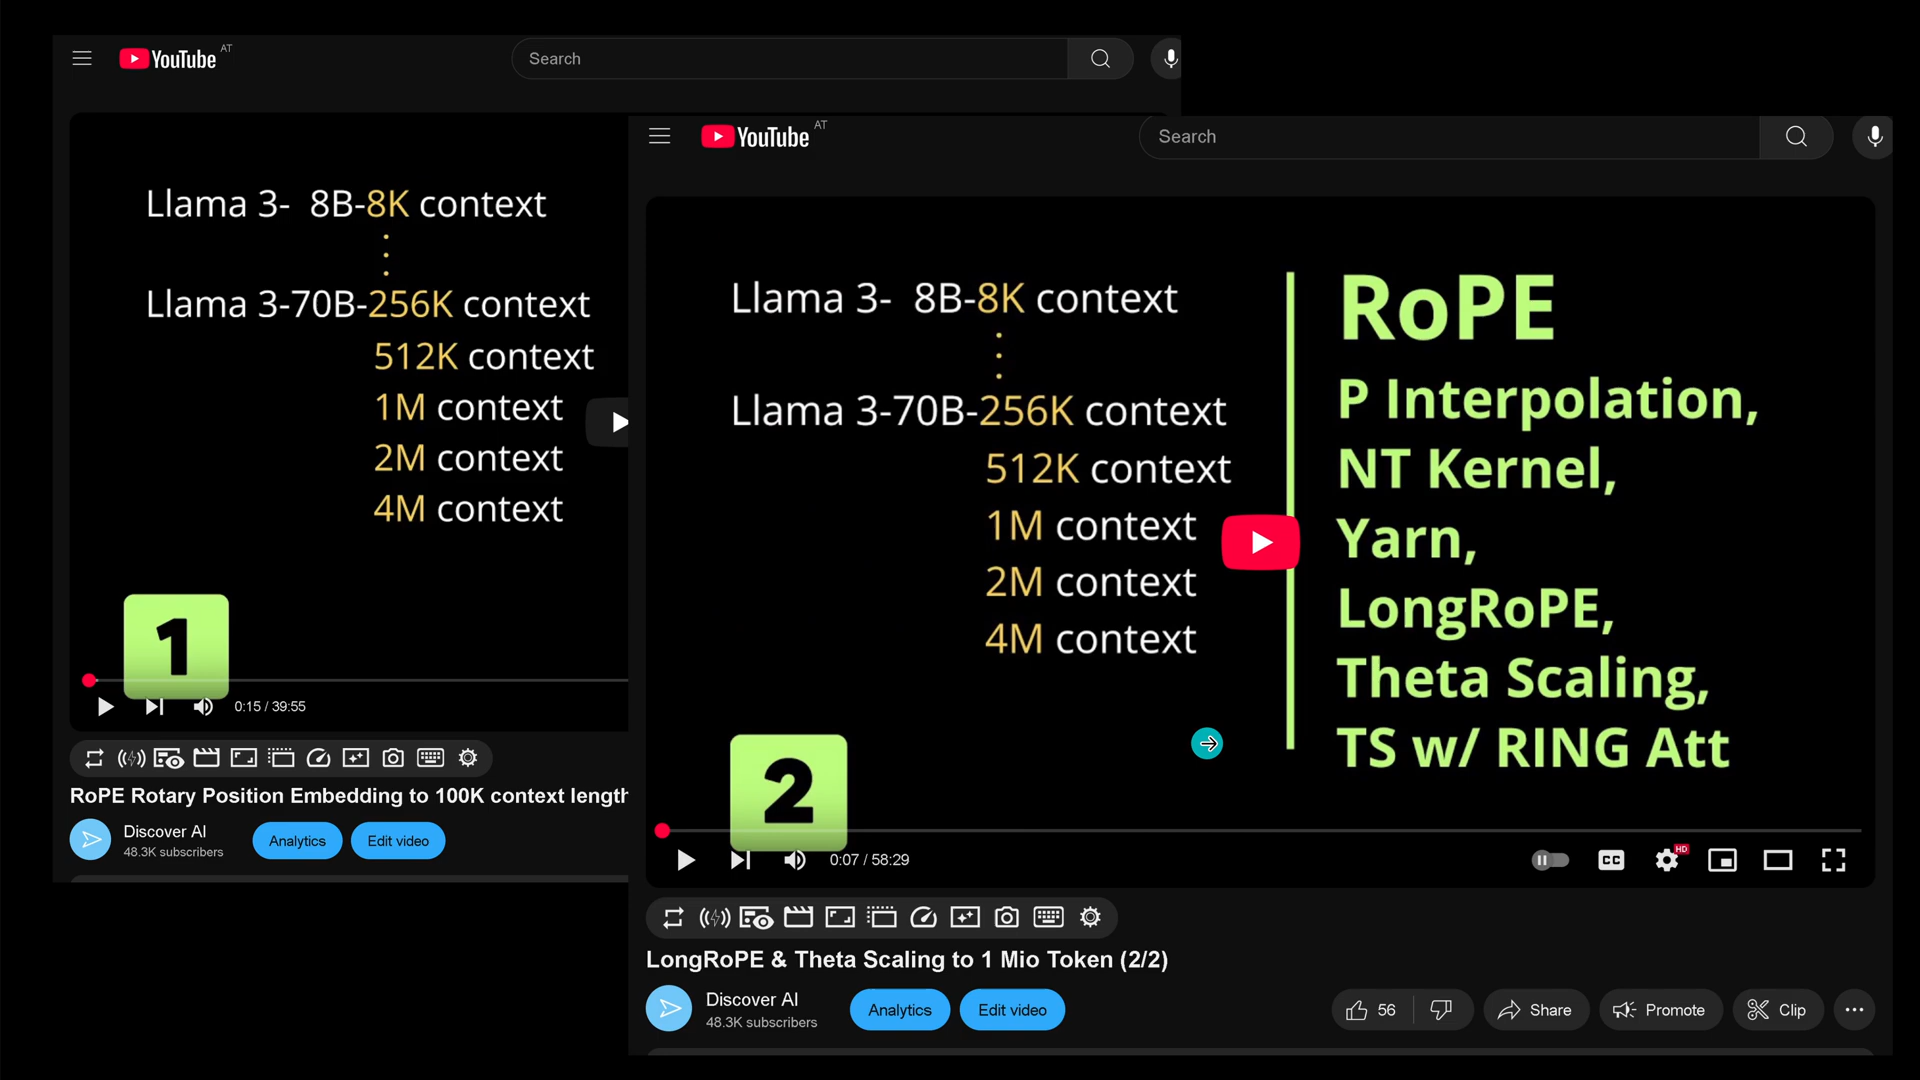 YouTube AT
Search
Llama 3- 8B-8K context
Llama 3-70B-256K context
512K context
1M context
2M context
4M context
1
0:15 / 39:55
RoPE Rotary Position Embedding to 100K context length
Discover AI
48.3K subscribers
Analytics
Edit video
YouTube AT
Search
Llama 3- 8B-8K context
Llama 3-70B-256K context
512K context
1M context
2M context
4M context
RoPE
P Interpolation,
NT Kernel,
Yarn,
LongRoPE,
Theta Scaling,
TS w/ RING Att
2
0:07 / 58:29
CC
HD
LongRoPE & Theta Scaling to 1 Mio Token (2/2)
Discover AI
48.3K subscribers
Analytics
Edit video
56
Share
Promote
Clip